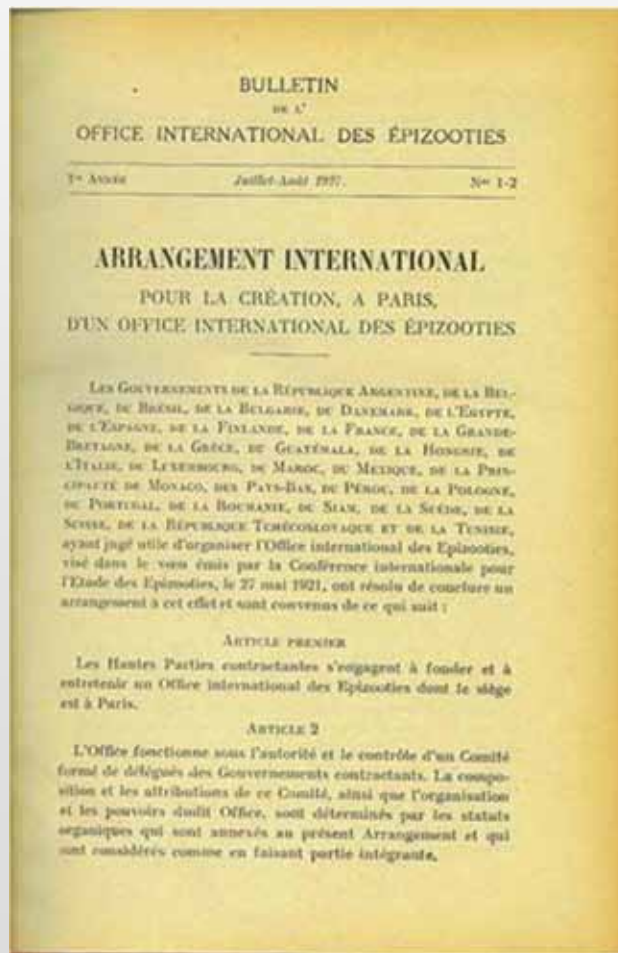 BULLETIN
DE L'
OFFICE INTERNATIONAL DES ÉPIZOOTIES
1re ANNÉE Juillet-Août 1927. Nos 1-2
ARRANGEMENT INTERNATIONAL
POUR LA CRÉATION, A PARIS,
D'UN OFFICE INTERNATIONAL DES ÉPIZOOTIES
LES GOUVERNEMENTS DE LA RÉPUBLIQUE ARGENTINE, DE LA BEL-
GIQUE, DU BRÉSIL, DE LA BULGARIE, DU DANEMARK, DE L'EGYPTE,
DE L'ESPAGNE, DE LA FINLANDE, DE LA FRANCE, DE LA GRANDE-
BRETAGNE, DE LA GRÈCE, DU GUATÉMALA, DE LA HONGRIE, DE
L'ITALIE, DU LUXEMBOURG, DU MAROC, DU MEXIQUE, DE LA PRIN-
CIPAUTÉ DE MONACO, DES PAYS-BAS, DU PÉROU, DE LA POLOGNE,
DU PORTUGAL, DE LA ROUMANIE, DU SIAM, DE LA SUÈDE, DE LA
SUISSE, DE LA RÉPUBLIQUE TCHÉCOSLOVAQUE ET DE LA TUNISIE,
ayant jugé utile d'organiser l'Office international des Epizooties,
visé dans le vœu émis par la Conférence internationale pour
l'Etude des Epizooties, le 27 mai 1921, ont résolu de conclure un
arrangement à cet effet et sont convenus de ce qui suit :
ARTICLE PREMIER
Les Hautes Parties contractantes s'engagent à fonder et à
entretenir un Office international des Epizooties dont le siège
est à Paris.
ARTICLE 2
L'Office fonctionne sous l'autorité et le contrôle d'un Comité
formé de délégués des Gouvernements contractants. La compo-
sition et les attributions de ce Comité, ainsi que l'organisation
et les pouvoirs dudit Office, sont déterminés par les statuts
organiques qui sont annexés au présent Arrangement et qui
sont considérés comme en faisant partie intégrante.